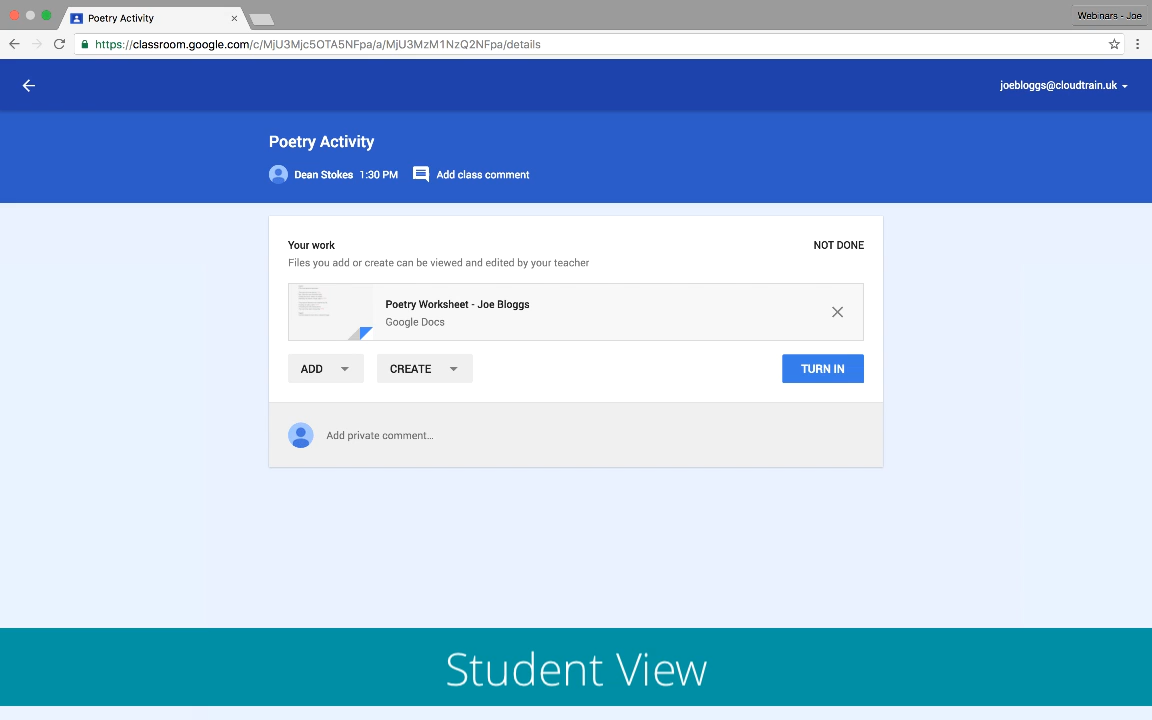 Poetry Activity
Webinars - Joe
https://classroom.google.com/c/MjU3Mjc5OTA5NFpa/a/MjU3MzM1NzQ2NFpa/details
joebloggs@cloudtrain.uk
Poetry Activity
Dean Stokes 1:30 PM Add class comment
Your work NOT DONE
Files you add or create can be viewed and edited by your teacher
Poetry Worksheet - Joe Bloggs
Google Docs
ADD CREATE TURN IN
Add private comment...
Student View